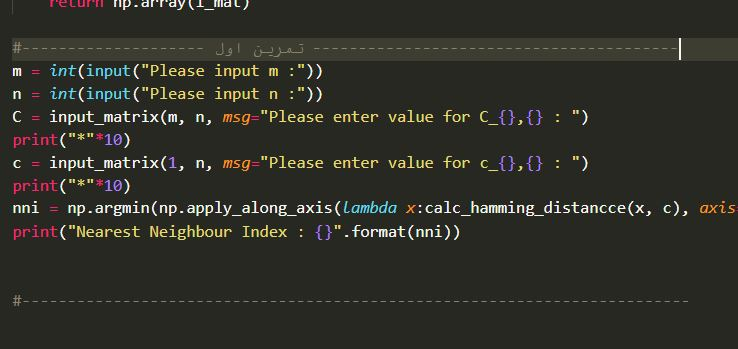 return np.array(i_mat)
#-------------------- تمرین اول ----------------------------------------
m = int(input("Please input m :"))
n = int(input("Please input n :"))
C = input_matrix(m, n, msg="Please enter value for C_{},{} : ")
print("*"*10)
c = input_matrix(1, n, msg="Please enter value for c_{},{} : ")
print("*"*10)
nni = np.argmin(np.apply_along_axis(lambda x:calc_hamming_distancce(x, c), axis
print("Nearest Neighbour Index : {}".format(nni))
#--------------------------------------------------------------------------